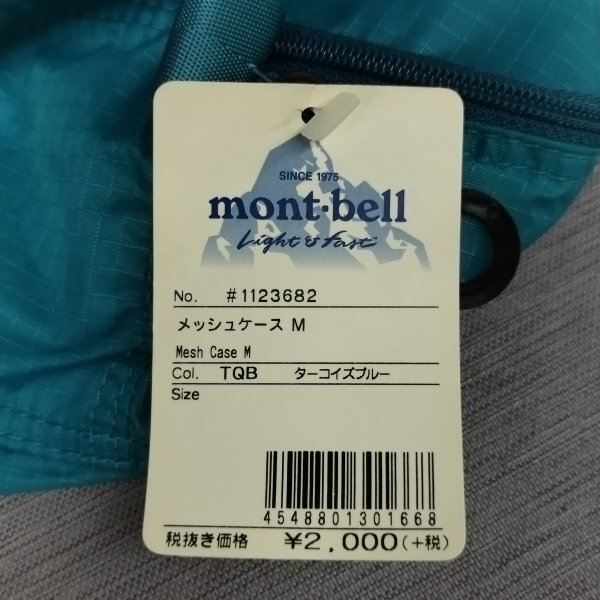 SINCE 1975
mont·bell
Light & Fast™
No. #1123682
メッシュケース M
Mesh Case M
Col. TQB ターコイズブルー
Size
4548801301668
税抜き価格 ¥2,000(+税)